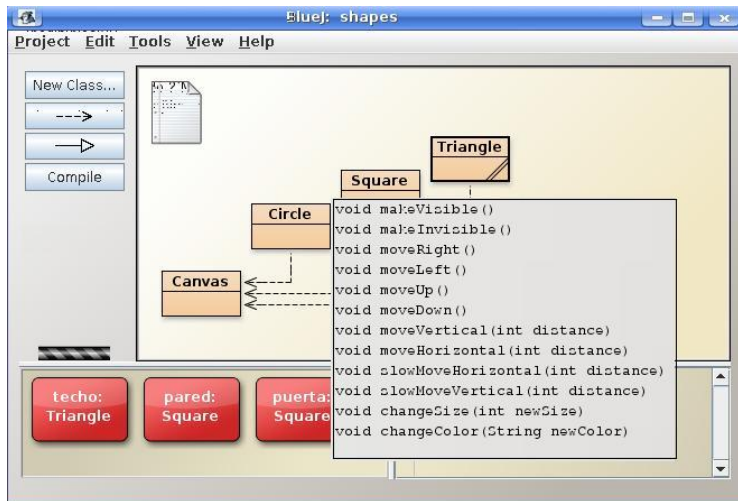 BlueJ: shapes
Project Edit Tools View Help
New Class...
Compile
Triangle
Square
Circle
Canvas
void makeVisible()
void makeInvisible()
void moveRight()
void moveLeft()
void moveUp()
void moveDown()
void moveVertical(int distance)
void moveHorizontal(int distance)
void slowMoveHorizontal(int distance)
void slowMoveVertical(int distance)
void changeSize(int newSize)
void changeColor(String newColor)
techo:
Triangle
pared:
Square
puerta:
Square